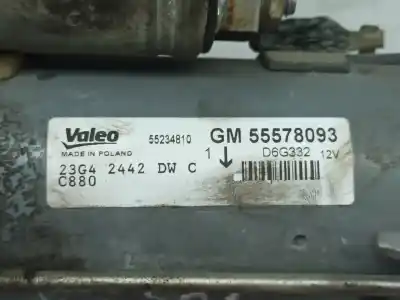 Valeo 55234810 GM 55578093
MADE IN POLAND 1 D6G332 12V
23G4 2442 DW C
C880